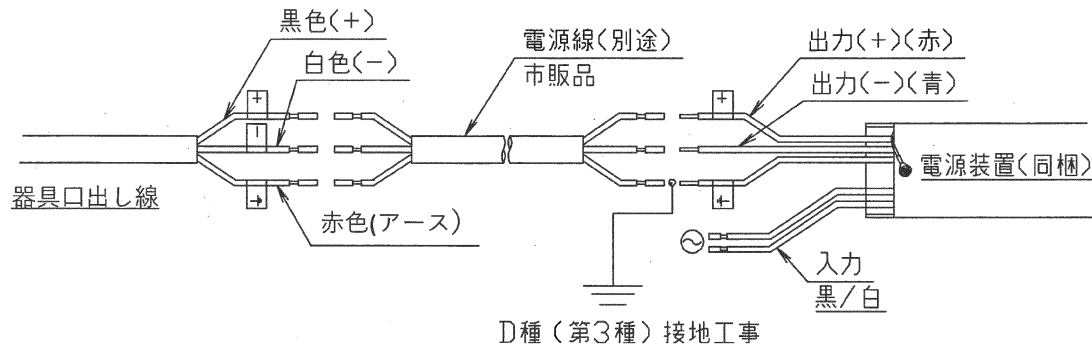 黒色(+)
白色(-)
電源線(別途)
市販品
出力(+)(赤)
出力(-)(青)
+
-
+
器具口出し線
赤色(アース)
電源装置(同梱)
入力
黒/白
D種(第3種)接地工事